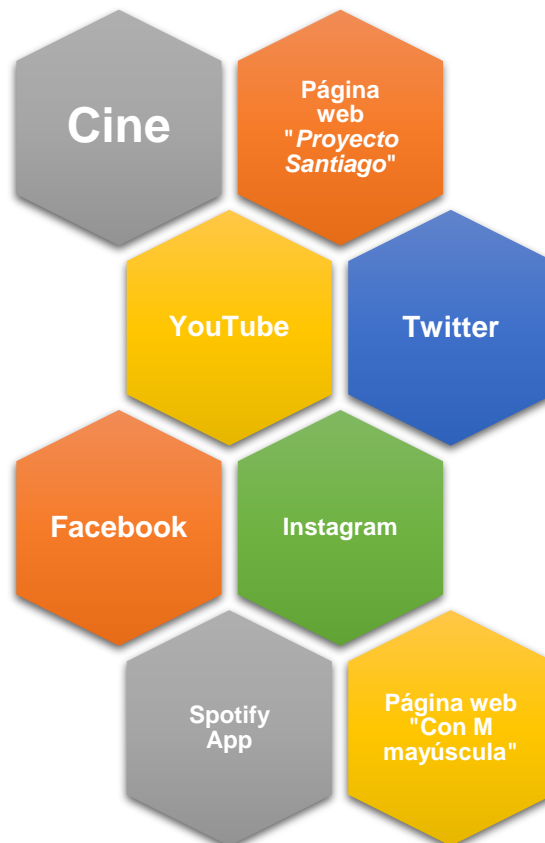 Cine
Página
web
"Proyecto
Santiago"
YouTube
Twitter
Facebook
Instagram
Spotify
App
Página web
"Con M
mayúscula"